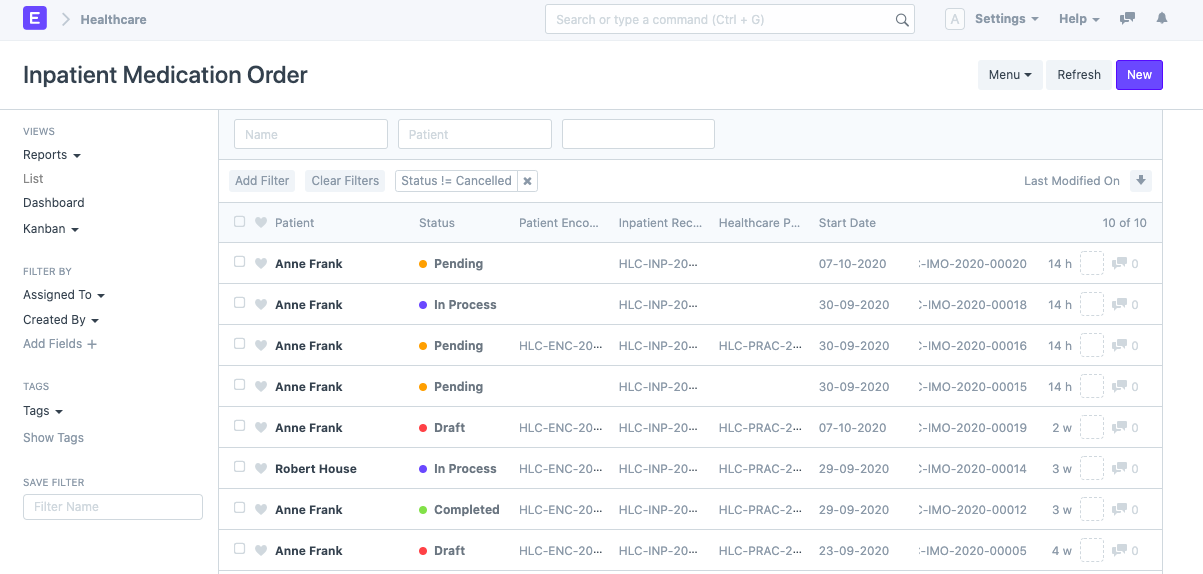 E Healthcare Search or type a command (Ctrl + G) A Settings Help
Inpatient Medication Order Menu Refresh New
VIEWS
Reports
List
Dashboard
Kanban
FILTER BY
Assigned To
Created By
Add Fields +
TAGS
Tags
Show Tags
SAVE FILTER
Filter Name
Name Patient
Add Filter Clear Filters Status != Cancelled × Last Modified On
Patient Status Patient Enco... Inpatient Rec... Healthcare P... Start Date 10 of 10
Anne Frank Pending HLC-INP-20... 07-10-2020 C-IMO-2020-00020 14 h 0
Anne Frank In Process HLC-INP-20... 30-09-2020 C-IMO-2020-00018 14 h 0
Anne Frank Pending HLC-ENC-20... HLC-INP-20... HLC-PRAC-2... 30-09-2020 C-IMO-2020-00016 14 h 0
Anne Frank Pending HLC-INP-20... 30-09-2020 C-IMO-2020-00015 14 h 0
Anne Frank Draft HLC-ENC-20... HLC-INP-20... HLC-PRAC-2... 07-10-2020 C-IMO-2020-00019 2 w 0
Robert House In Process HLC-ENC-20... HLC-INP-20... HLC-PRAC-2... 29-09-2020 C-IMO-2020-00014 3 w 0
Anne Frank Completed HLC-ENC-20... HLC-INP-20... HLC-PRAC-2... 29-09-2020 C-IMO-2020-00012 3 w 0
Anne Frank Draft HLC-ENC-20... HLC-INP-20... HLC-PRAC-2... 23-09-2020 C-IMO-2020-00005 4 w 0